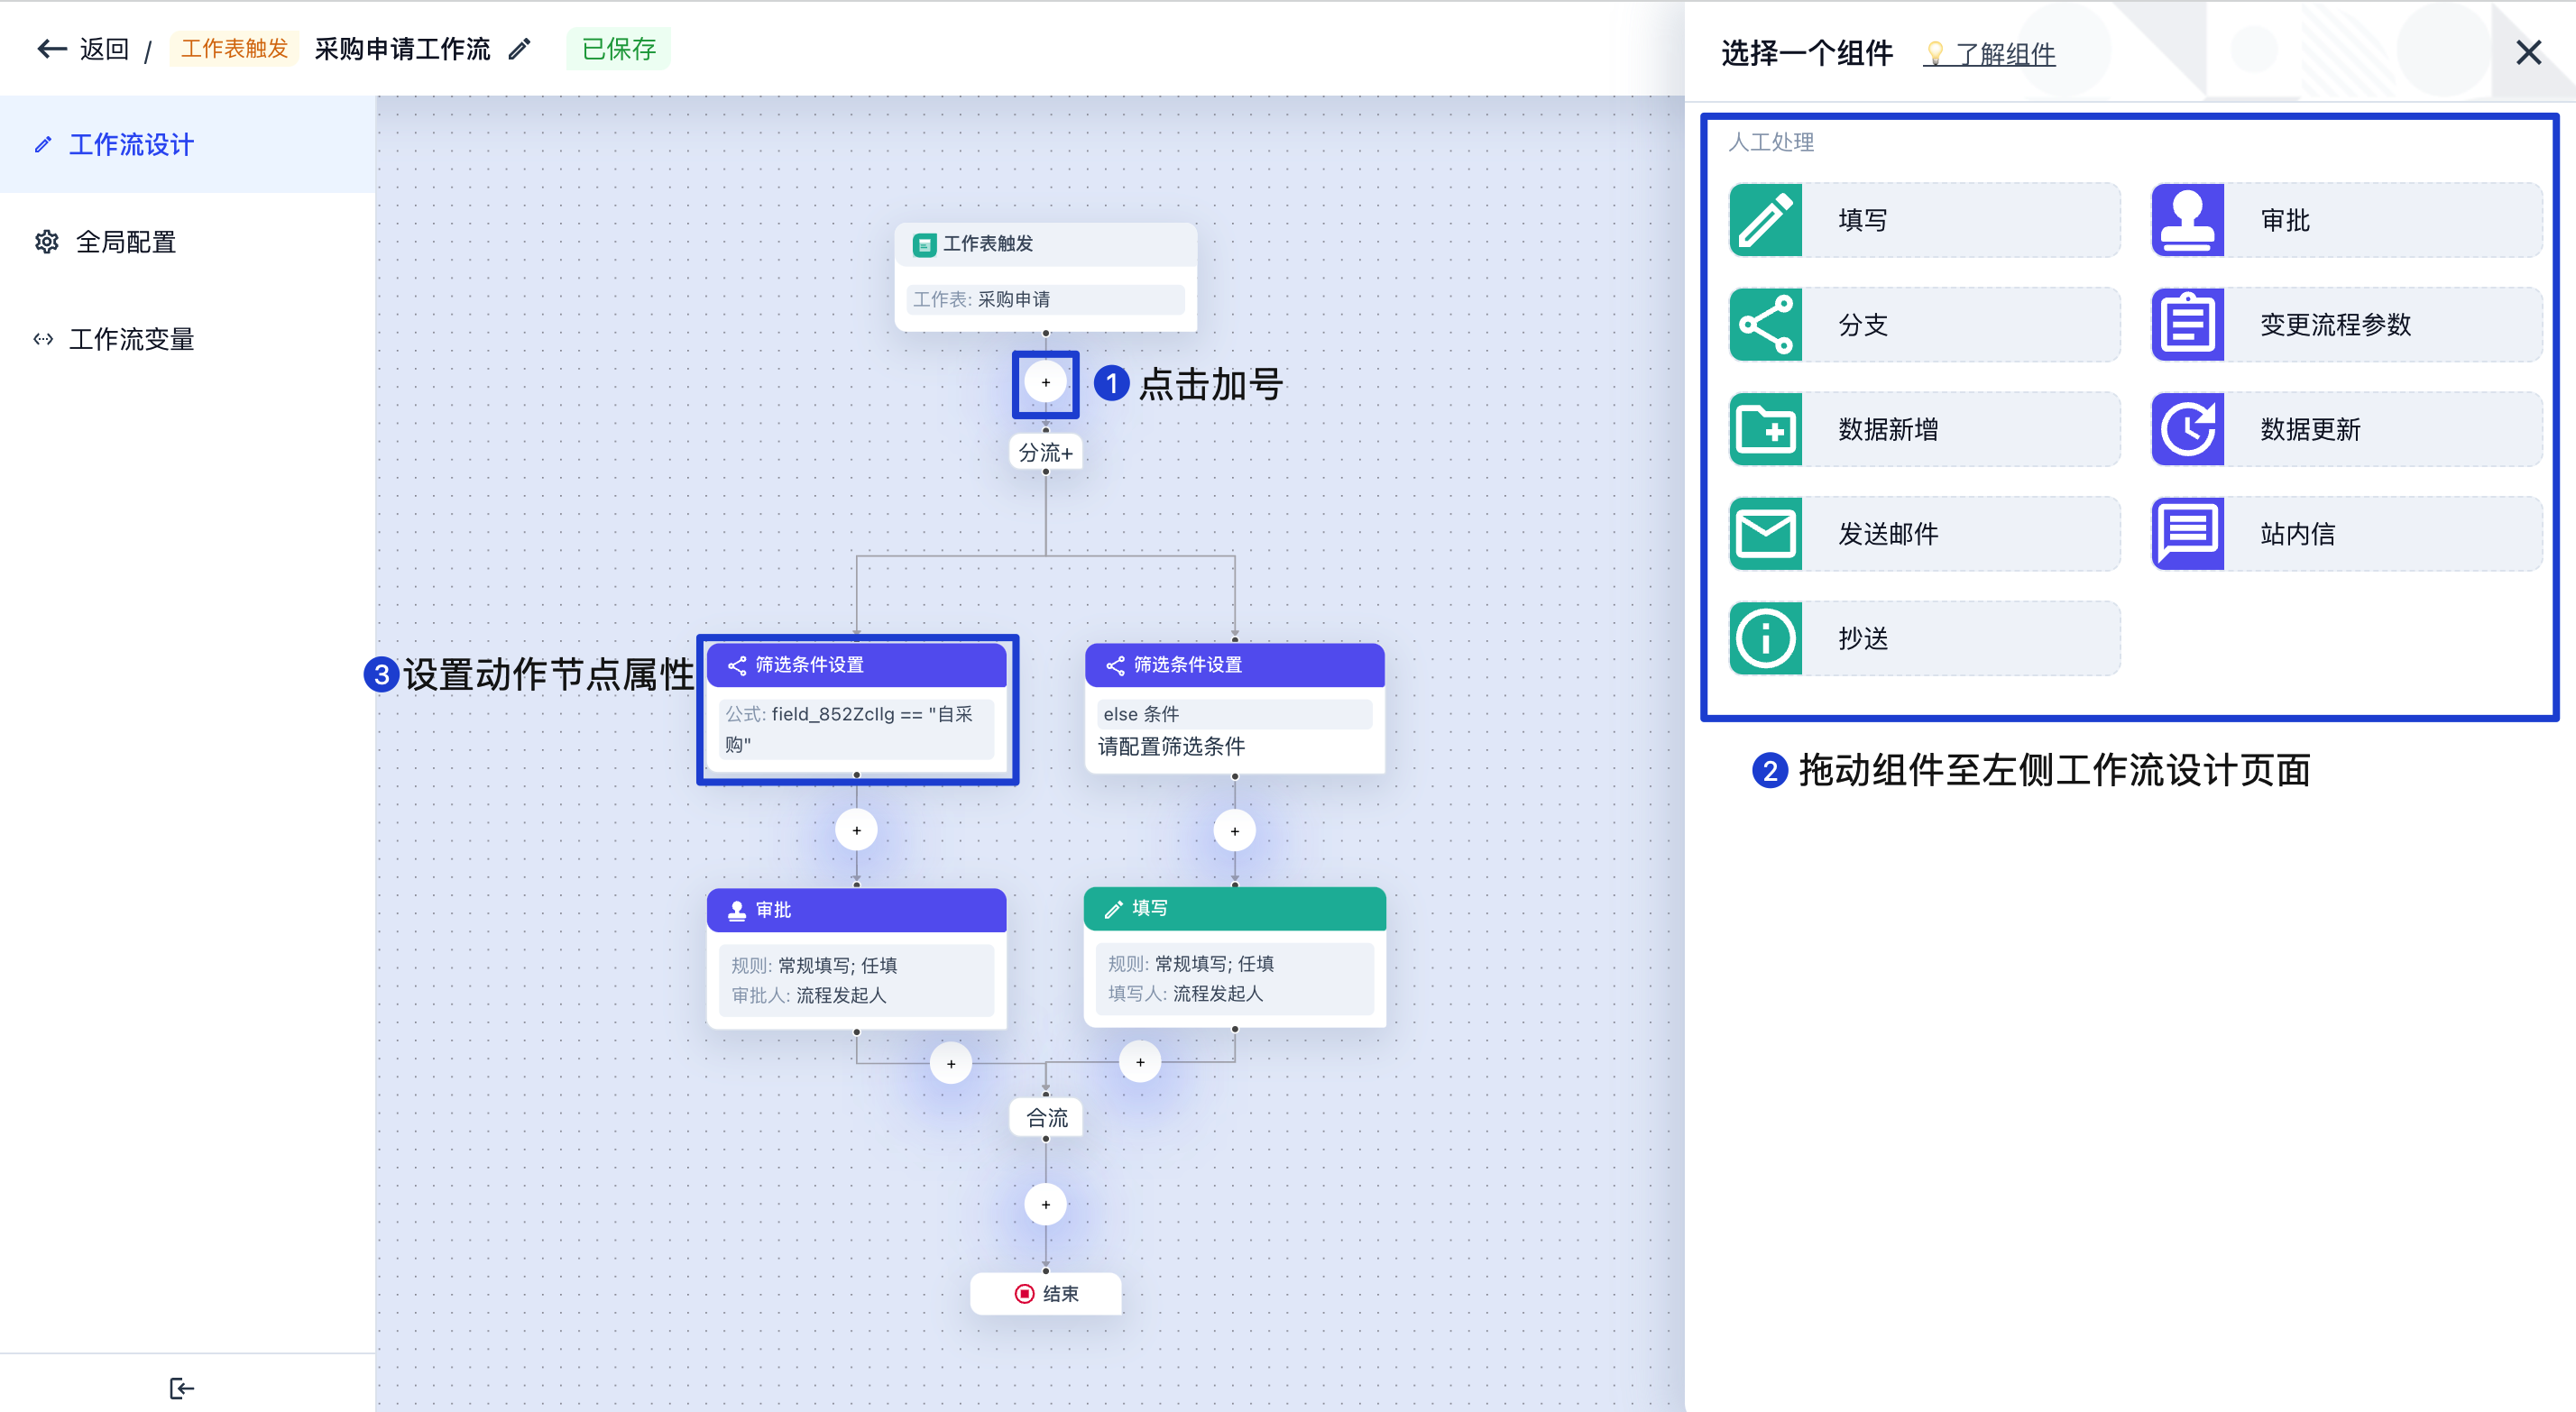 返回 / 工作表触发 采购申请工作流 已保存
工作流设计
全局配置
工作流变量
工作表触发
工作表: 采购申请
+
1 点击加号
分流+
3 设置动作节点属性
筛选条件设置
公式: field_852Zcllg == "自采
购"
筛选条件设置
else 条件
请配置筛选条件
+
+
审批
规则: 常规填写; 任填
审批人: 流程发起人
填写
规则: 常规填写; 任填
填写人: 流程发起人
+
+
合流
+
结束
选择一个组件 了解组件
人工处理
填写
审批
分支
变更流程参数
数据新增
数据更新
发送邮件
站内信
抄送
2 拖动组件至左侧工作流设计页面